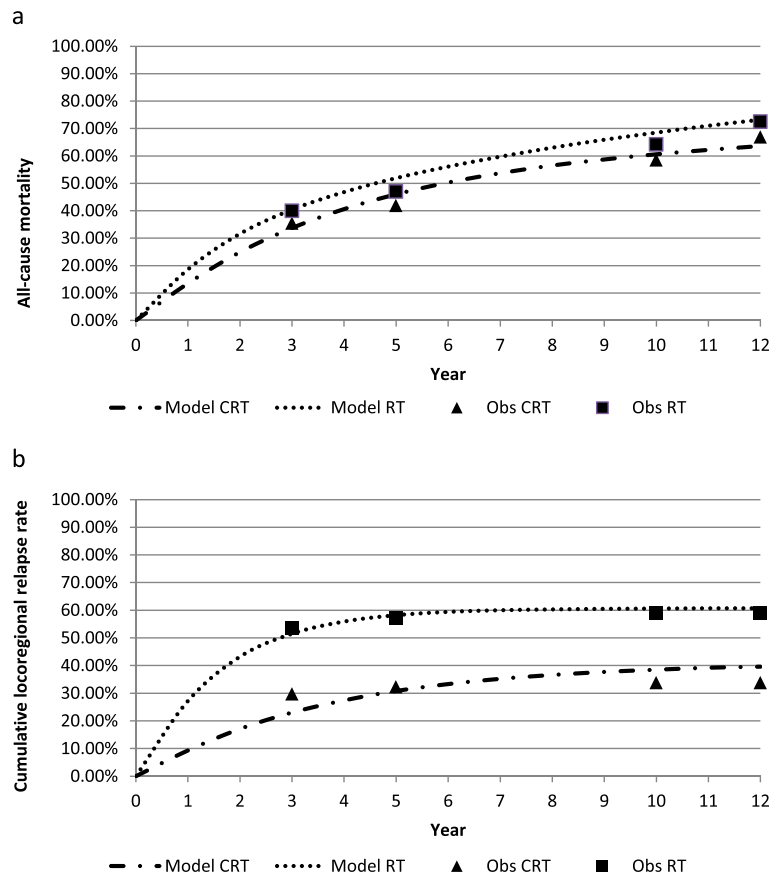 a
100.00%
90.00%
80.00%
70.00%
60.00%
50.00%
40.00%
30.00%
20.00%
10.00%
0.00%
All-cause mortality
0 1 2 3 4 5 6 7 8 9 10 11 12
Year
Model CRT Model RT Obs CRT Obs RT
b
100.00%
90.00%
80.00%
70.00%
60.00%
50.00%
40.00%
30.00%
20.00%
10.00%
0.00%
Cumulative locoregional relapse rate
0 1 2 3 4 5 6 7 8 9 10 11 12
Year
Model CRT Model RT Obs CRT Obs RT